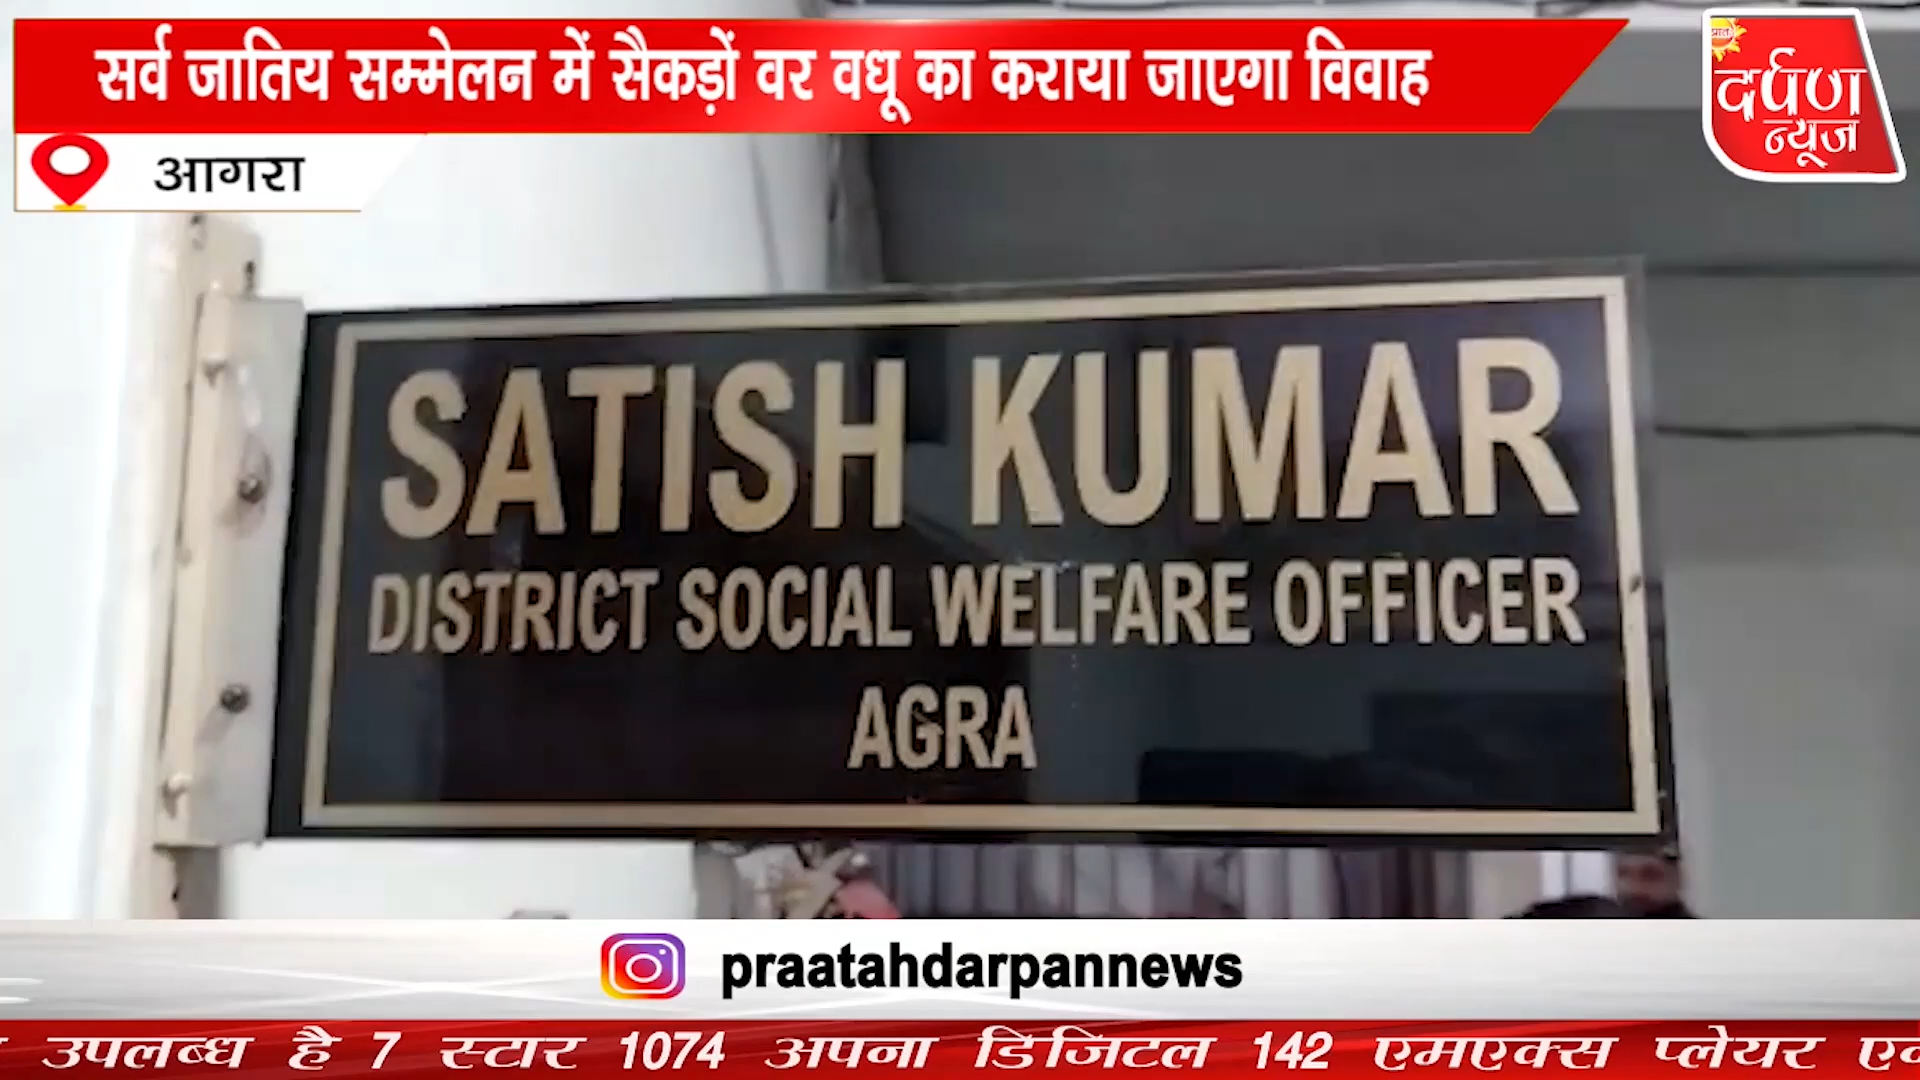 सर्व जातिय सम्मेलन में सैकड़ों वर वधू का कराया जाएगा विवाह
दर्पण
न्यूज
आगरा
SATISH KUMAR
DISTRICT SOCIAL WELFARE OFFICER
AGRA
praatahdarpannews
उपलब्ध है 7 स्टार 1074 अपना डिजिटल 142 एमएक्स प्लेयर